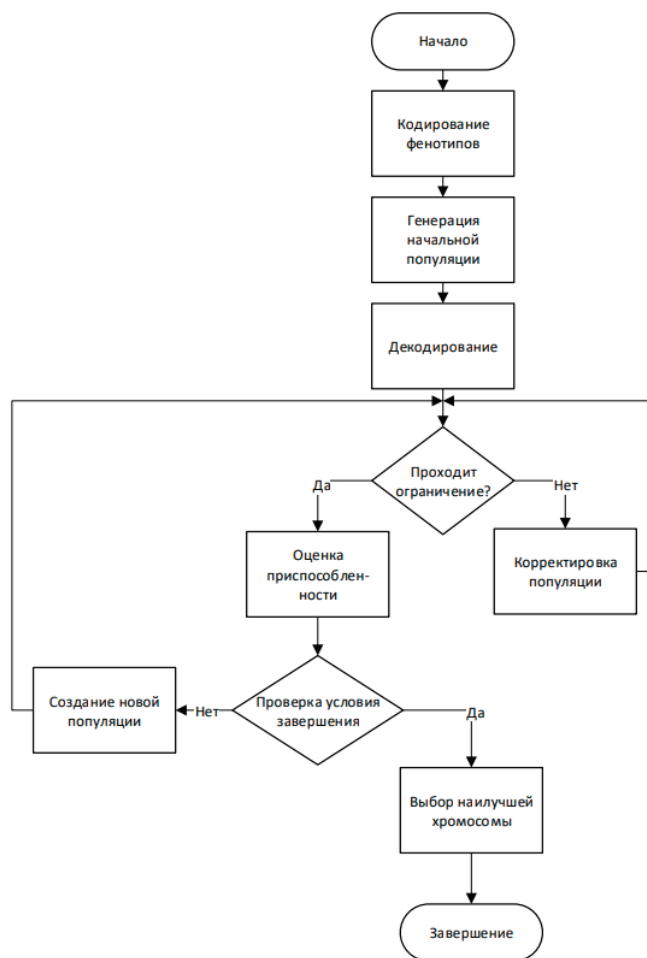 Начало
Кодирование
фенотипов
Генерация
начальной
популяции
Декодирование
Проходит
ограничение?
Да
Нет
Оценка
приспособлен-
ности
Корректировка
популяции
Создание новой
популяции
Нет
Проверка условия
завершения
Да
Выбор наилучшей
хромосомы
Завершение